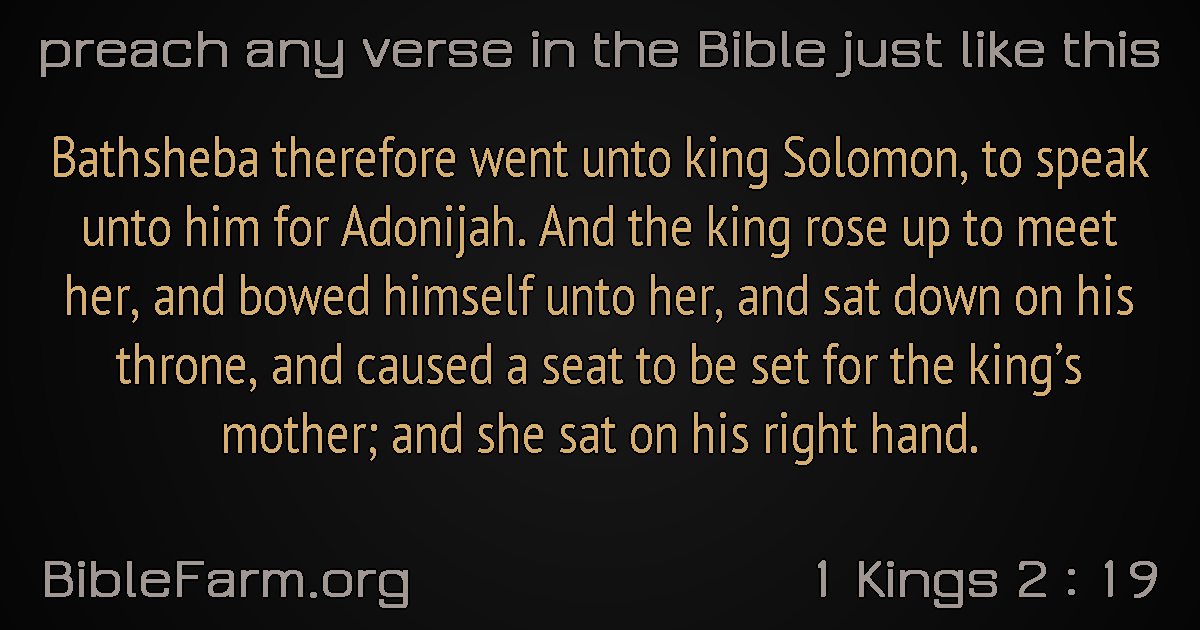 preach any verse in the Bible just like this
Bathsheba therefore went unto king Solomon, to speak
unto him for Adonijah. And the king rose up to meet
her, and bowed himself unto her, and sat down on his
throne, and caused a seat to be set for the king’s
mother; and she sat on his right hand.
BibleFarm.org
1 Kings 2 : 19